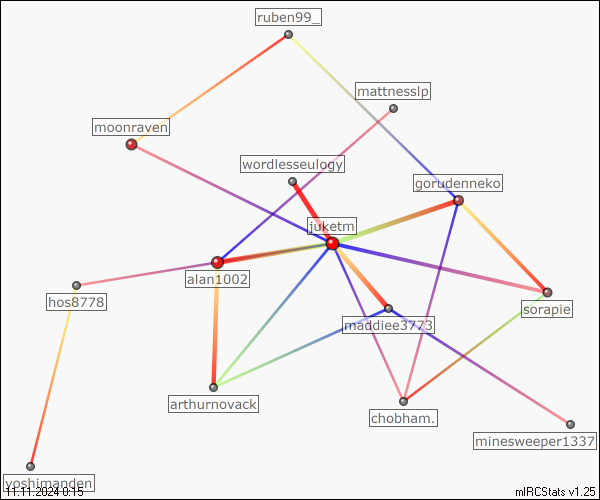 ruben99_
mattnesslp
moonraven
wordlesseulogy
gorudenneko
juketm
alan1002
hos8778
sorapie
maddiee3773
arthurnovack
chobham.
minesweeper1337
yoshimanden
11.11.2024 0:15
mIRCStats v1.25